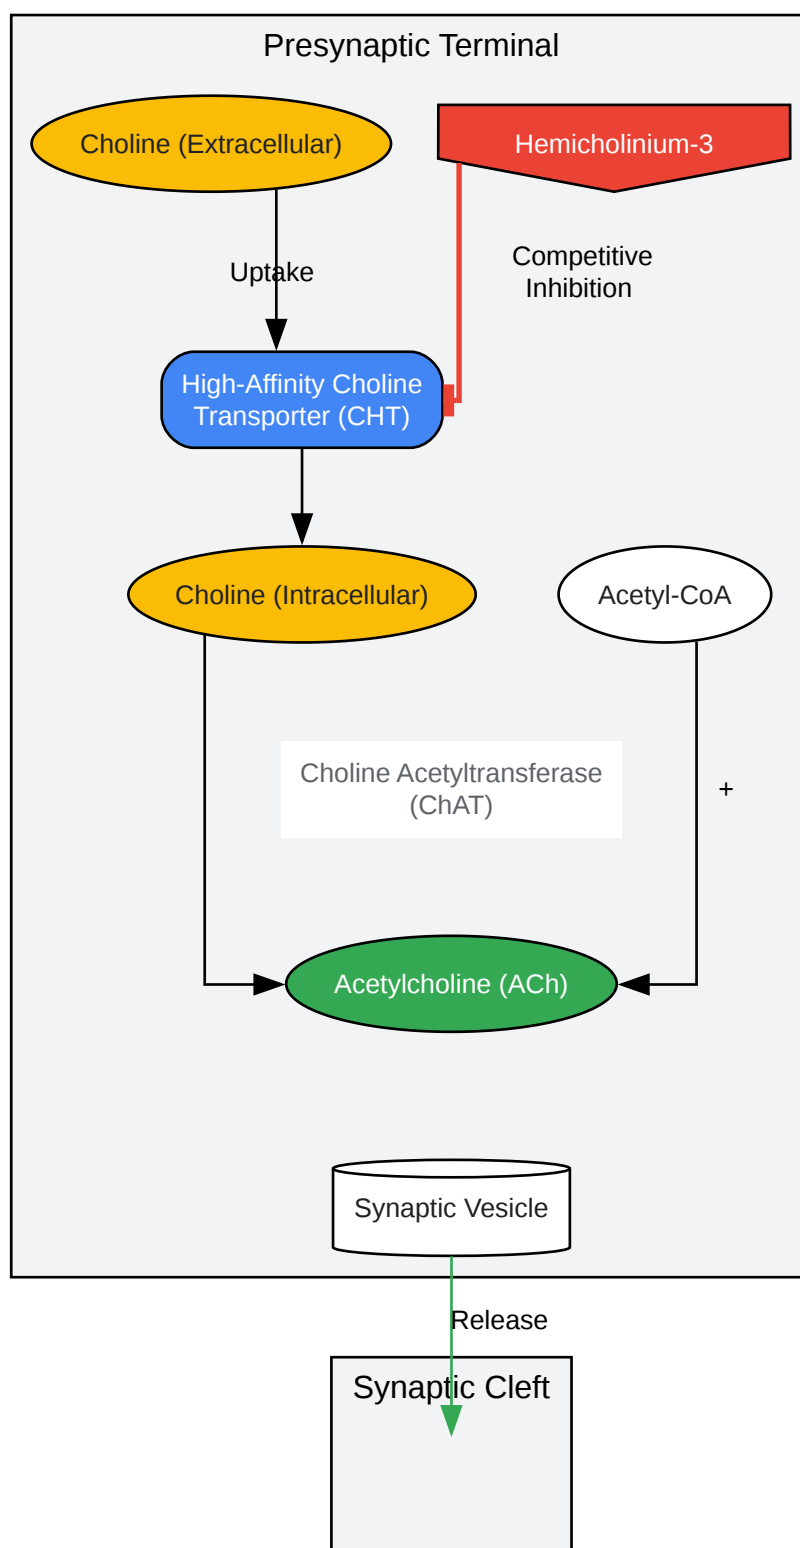 Presynaptic Terminal
Choline (Extracellular)
Hemicholinium-3
Uptake
Competitive
Inhibition
High-Affinity Choline
Transporter (CHT)
Choline (Intracellular)
Acetyl-CoA
Choline Acetyltransferase
(ChAT)
+
Acetylcholine (ACh)
Synaptic Vesicle
Release
Synaptic Cleft